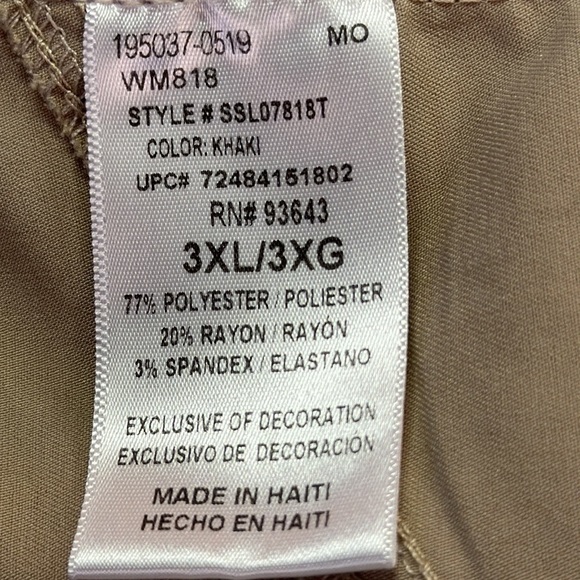 195037-0519 MO
WM818
STYLE # SSL07818T
COLOR: KHAKI
UPC# 72484151802
RN# 93643
3XL/3XG
77% POLYESTER / POLIESTER
20% RAYON / RAYÓN
3% SPANDEX / ELASTANO
EXCLUSIVE OF DECORATION
EXCLUSIVO DE DECORACION
MADE IN HAITI
HECHO EN HAITI